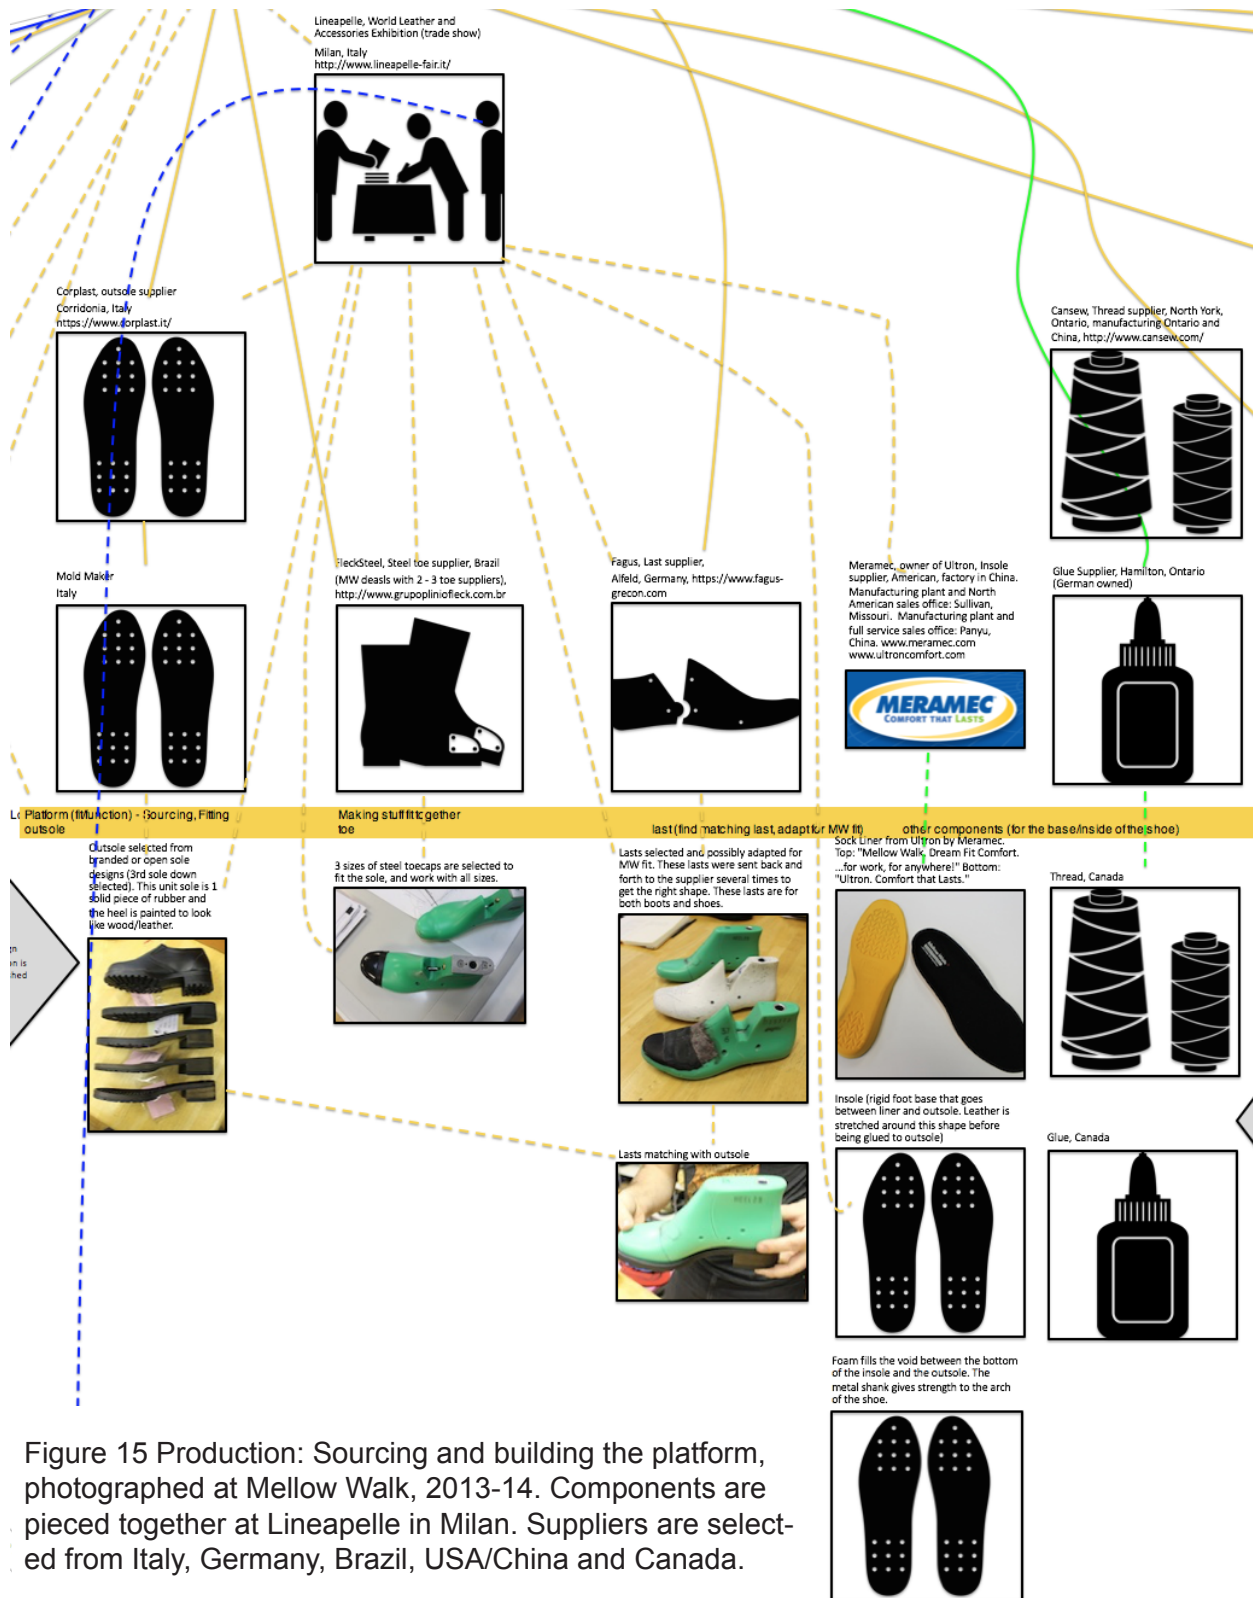 Lineapelle, World Leather and
Accessories Exhibition (trade show)
Milan, Italy
http://www.lineapelle-fair.it/
Corplast, outsole supplier
Corridonia, Italy
https://www.corplast.it/
Cansew, Thread supplier, North York,
Ontario, manufacturing Ontario and
China, http://www.cansew.com/
Mold Maker
Italy
FleckSteel, Steel toe supplier, Brazil
(MW deasls with 2 - 3 toe suppliers),
http://www.grupopliniofleck.com.br
Fagus, Last supplier,
Alfeld, Germany, https://www.fagus-
grecon.com
Meramec, owner of Ultron, Insole
supplier, American, factory in China.
Manufacturing plant and North
American sales office: Sullivan,
Missouri. Manufacturing plant and
full service sales office: Panyu,
China. www.meramec.com
www.ultroncomfort.com
Glue Supplier, Hamilton, Ontario
(German owned)
MERAMEC
COMFORT THAT LASTS
Platform (fit/function) - Sourcing, Fitting
outsole
Making stuff fit together
toe
last (find matching last, adapt for MW fit)
other components (for the base/inside of the shoe)
Outsole selected from
branded or open sole
designs (3rd sole down
selected). This unit sole is 1
solid piece of rubber and
the heel is painted to look
like wood/leather.
3 sizes of steel toecaps are selected to
fit the sole, and work with all sizes.
Lasts selected and possibly adapted for
MW fit. These lasts were sent back and
forth to the supplier several times to
get the right shape. These lasts are for
both boots and shoes.
Sock Liner from Ultron by Meramec.
Top: "Mellow Walk, Dream Fit Comfort.
...for work, for anywhere!" Bottom:
"Ultron. Comfort that Lasts."
Thread, Canada
Lasts matching with outsole
Insole (rigid foot base that goes
between liner and outsole. Leather is
stretched around this shape before
being glued to outsole)
Glue, Canada
Foam fills the void between the bottom
of the insole and the outsole. The
metal shank gives strength to the arch
of the shoe.
Figure 15 Production: Sourcing and building the platform,
photographed at Mellow Walk, 2013-14. Components are
pieced together at Lineapelle in Milan. Suppliers are select-
ed from Italy, Germany, Brazil, USA/China and Canada.